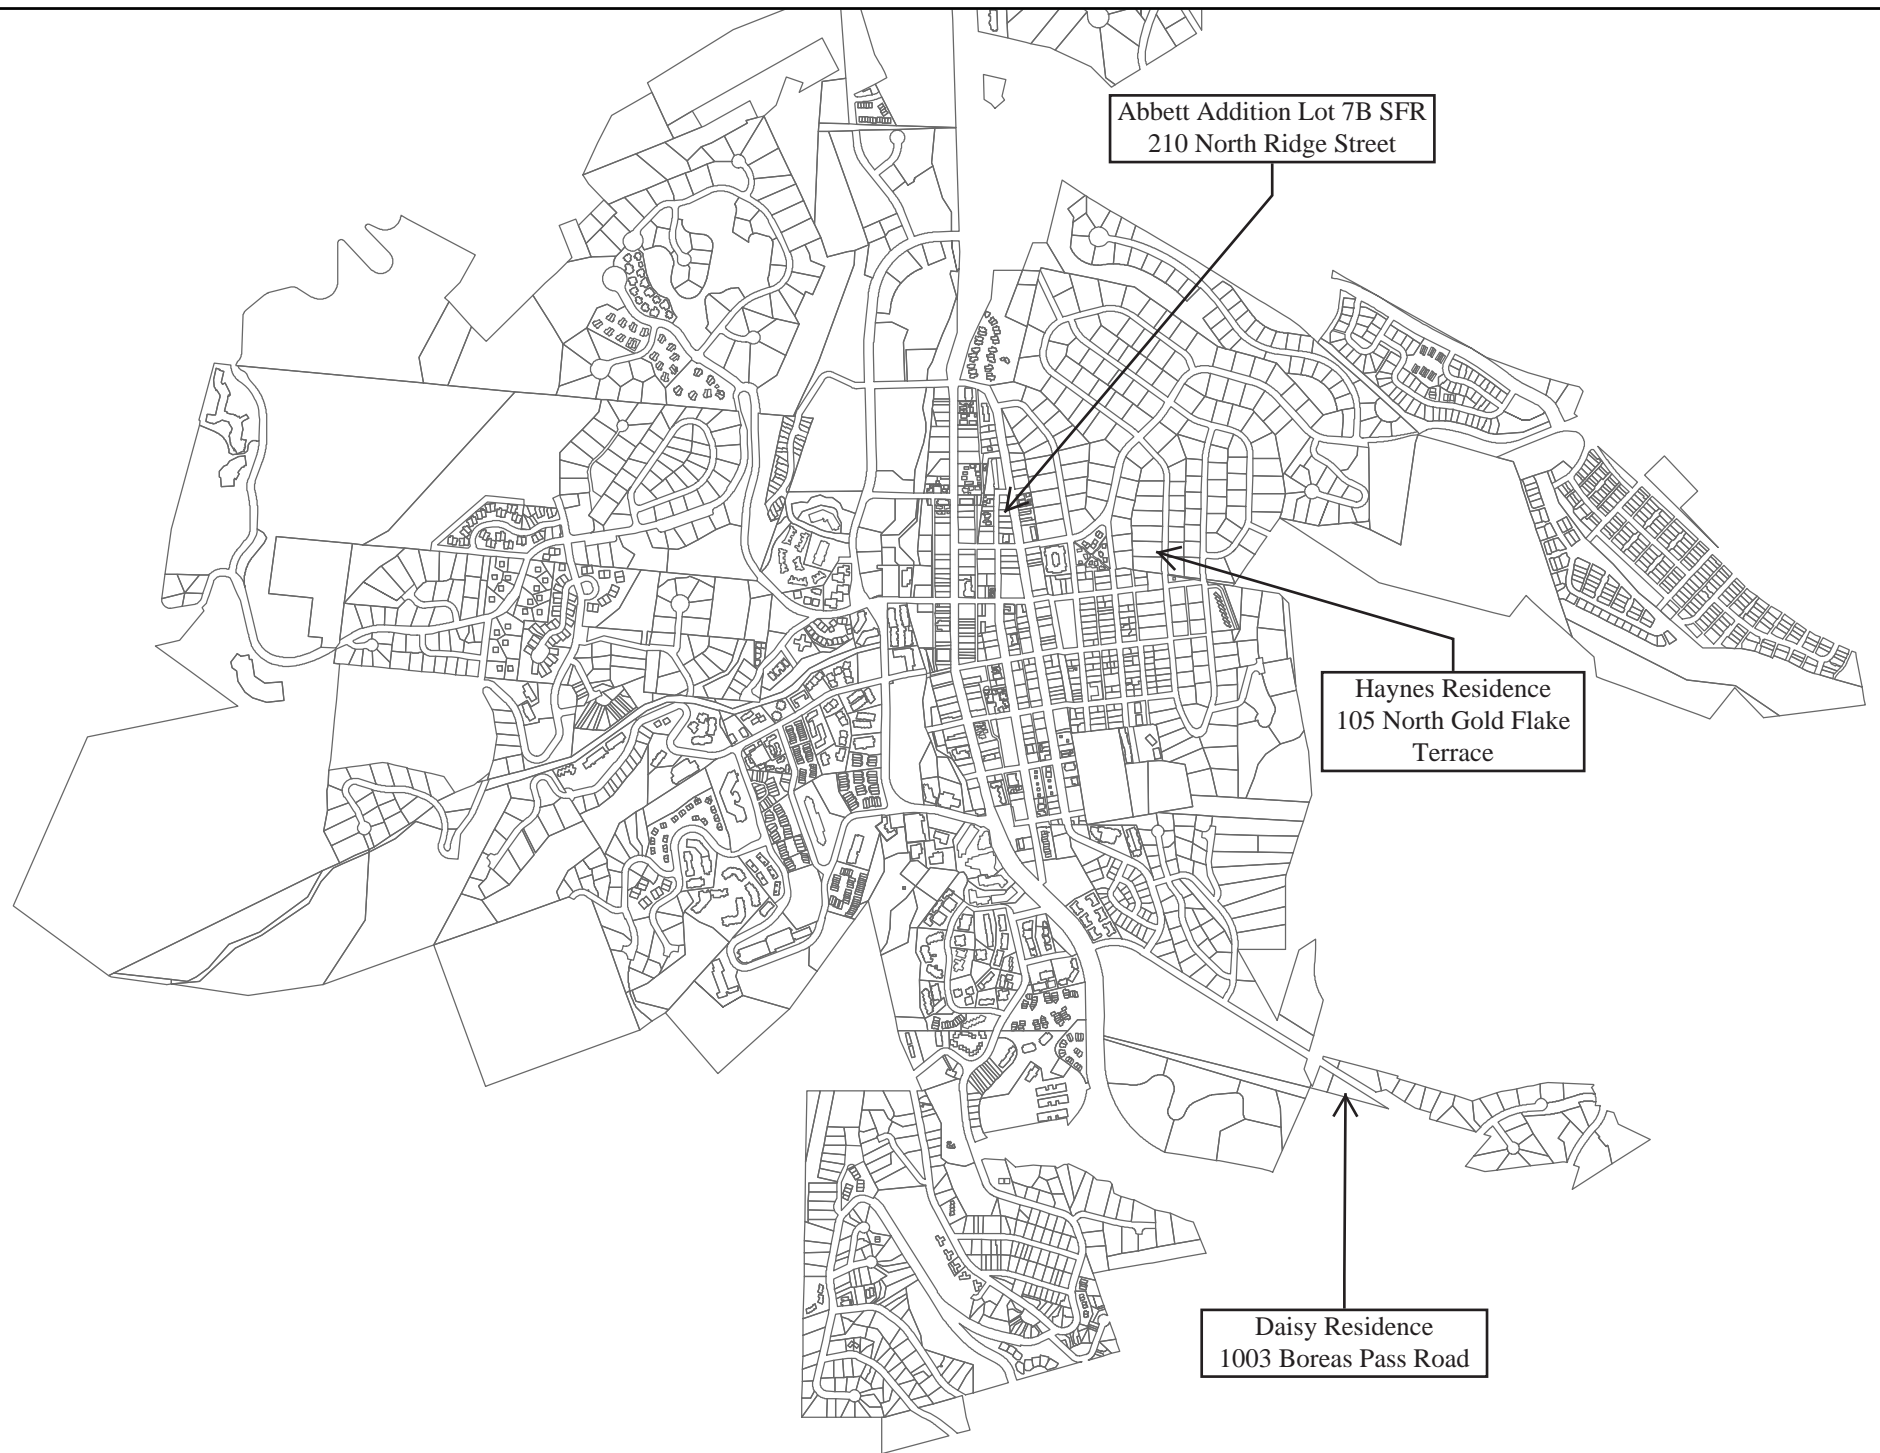 Abbett Addition Lot 7B SFR
210 North Ridge Street
Haynes Residence
105 North Gold Flake
Terrace
Daisy Residence
1003 Boreas Pass Road